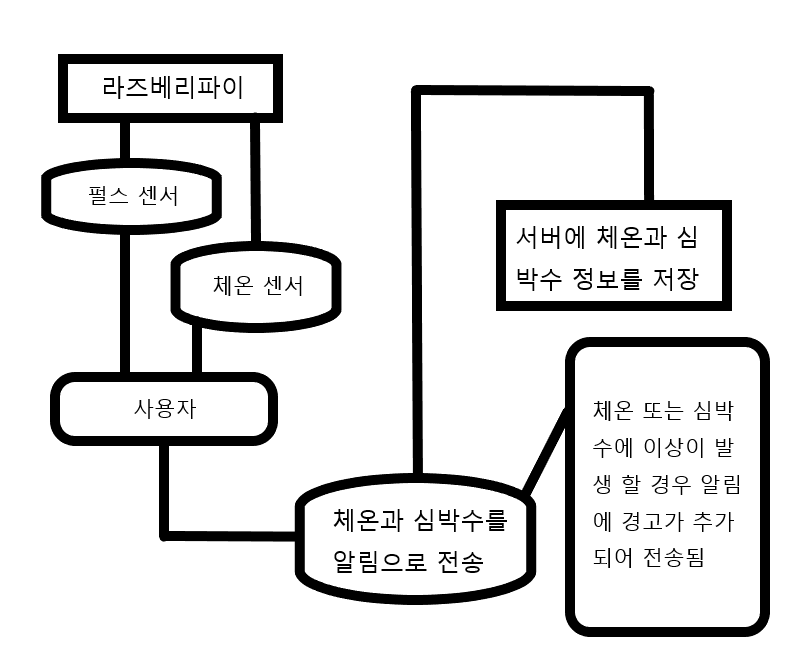 라즈베리파이
펄스 센서
체온 센서
사용자
체온과 심박수를
알림으로 전송
서버에 체온과 심
박수 정보를 저장
체온 또는 심박
수에 이상이 발
생 할 경우 알림
에 경고가 추가
되어 전송됨